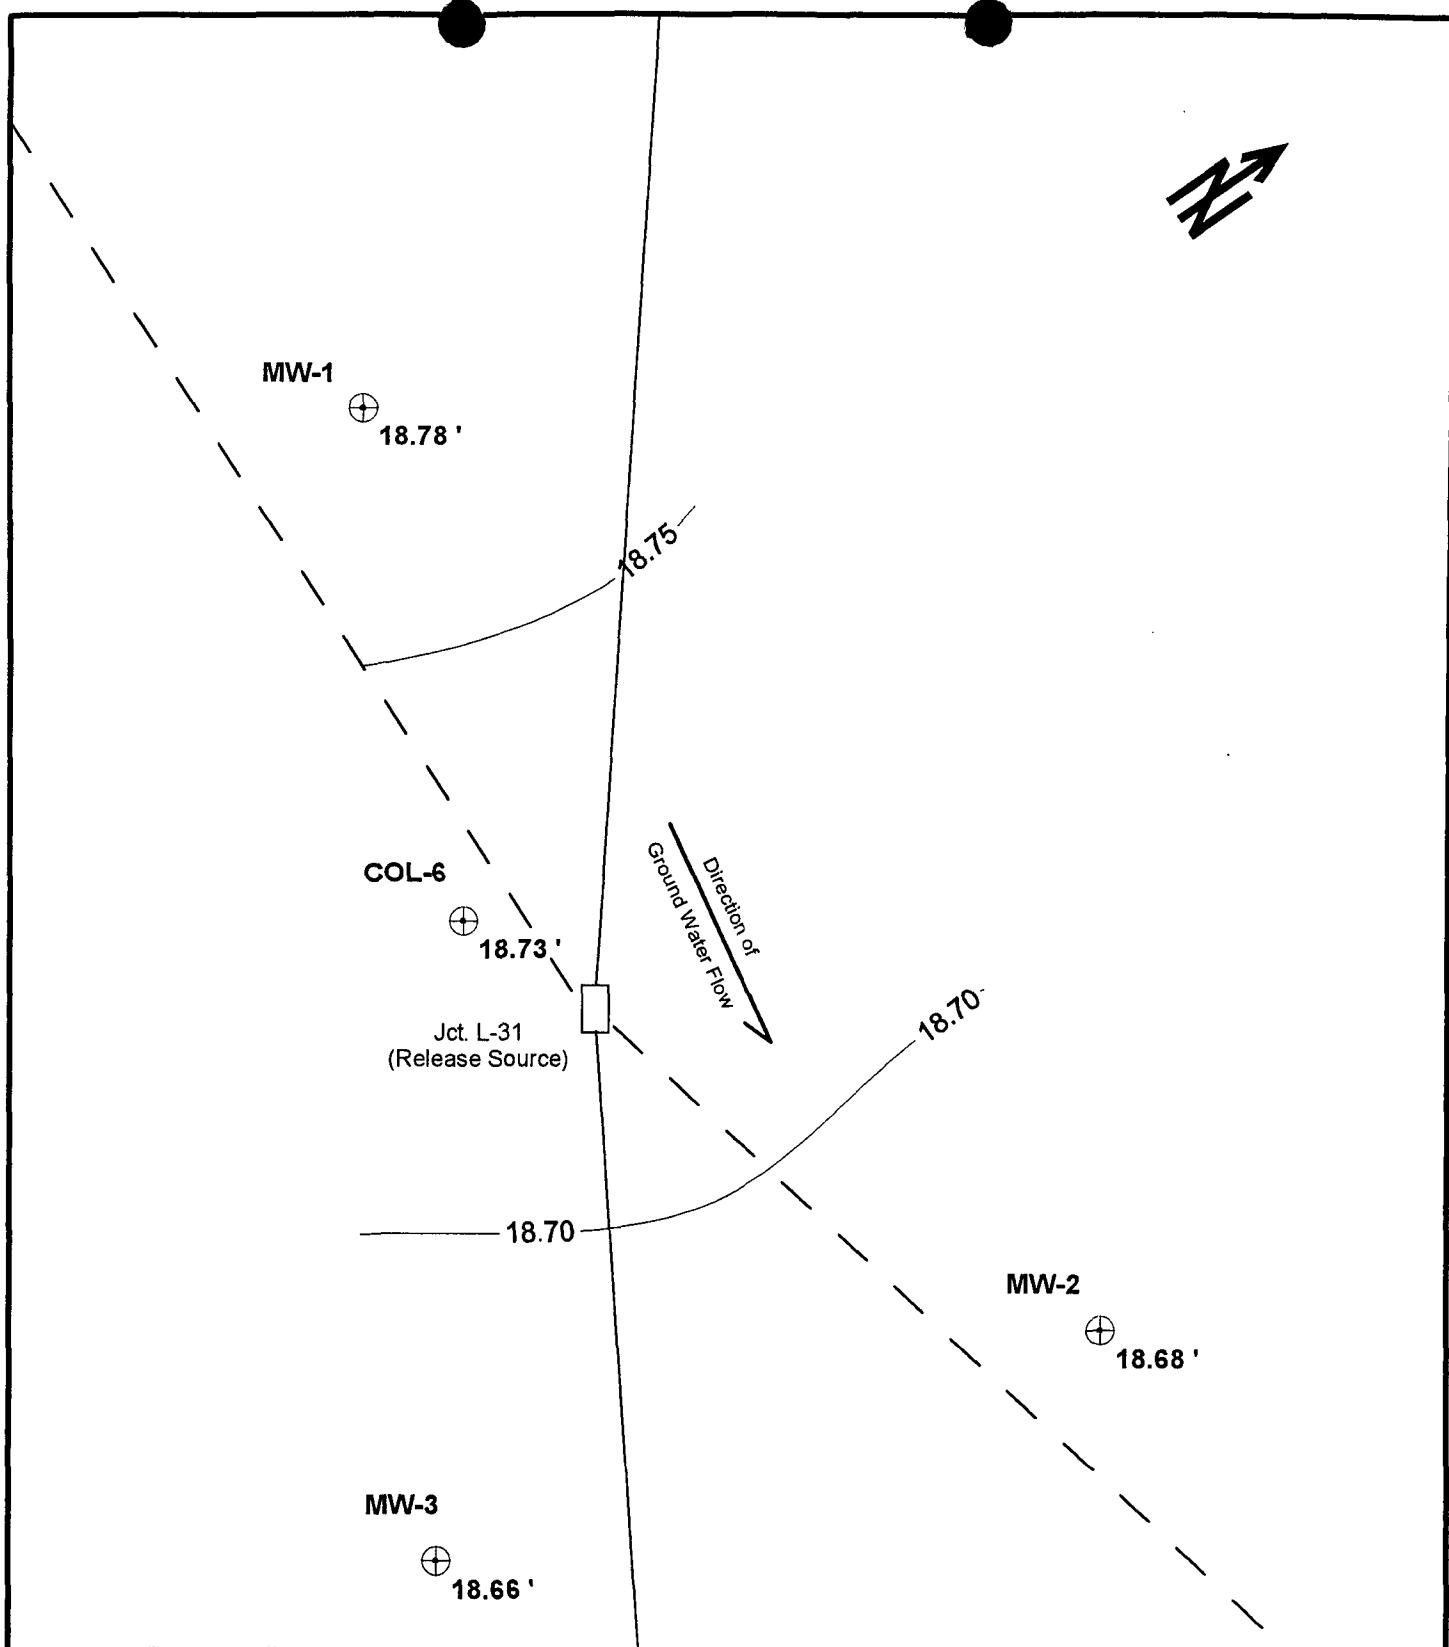 N
MW-1
18.78 '
18.75
COL-6
18.73 '
Direction of
Ground Water Flow
Jct. L-31
(Release Source)
18.70
18.70
MW-2
18.68 '
MW-3
18.66 '